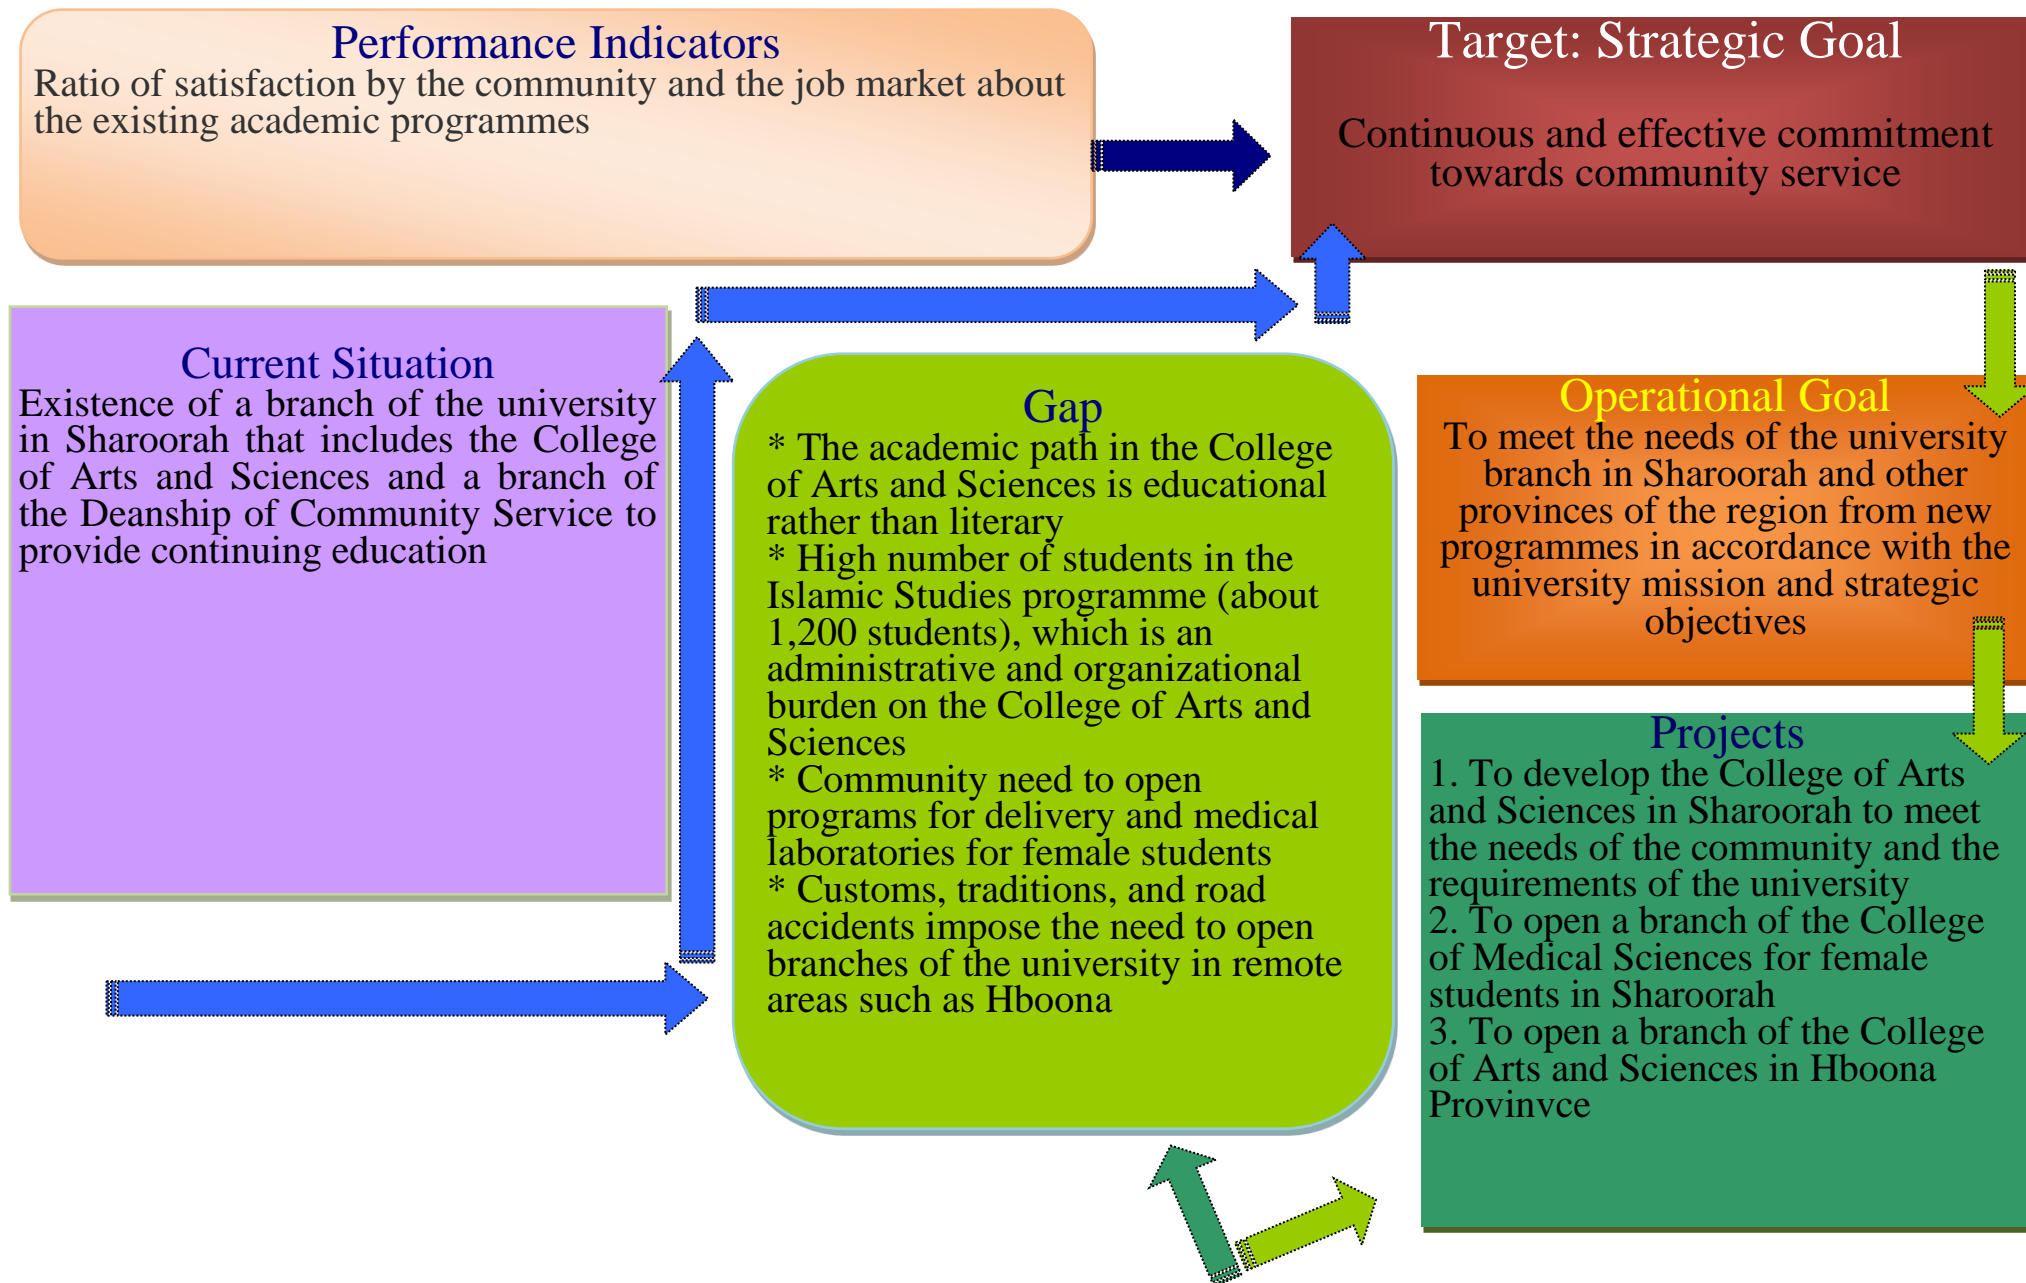 Performance Indicators
Ratio of satisfaction by the community and the job market about
the existing academic programmes
Target: Strategic Goal
Continuous and effective commitment
towards community service
Current Situation
Existence of a branch of the university
in Sharoorah that includes the College
of Arts and Sciences and a branch of
the Deanship of Community Service to
provide continuing education
Gap
* The academic path in the College
of Arts and Sciences is educational
rather than literary
* High number of students in the
Islamic Studies programme (about
1,200 students), which is an
administrative and organizational
burden on the College of Arts and
Sciences
* Community need to open
programs for delivery and medical
laboratories for female students
* Customs, traditions, and road
accidents impose the need to open
branches of the university in remote
areas such as Hboona
Operational Goal
To meet the needs of the university
branch in Sharoorah and other
provinces of the region from new
programmes in accordance with the
university mission and strategic
objectives
Projects
1. To develop the College of Arts
and Sciences in Sharoorah to meet
the needs of the community and the
requirements of the university
2. To open a branch of the College
of Medical Sciences for female
students in Sharoorah
3. To open a branch of the College
of Arts and Sciences in Hboona
Provinvce